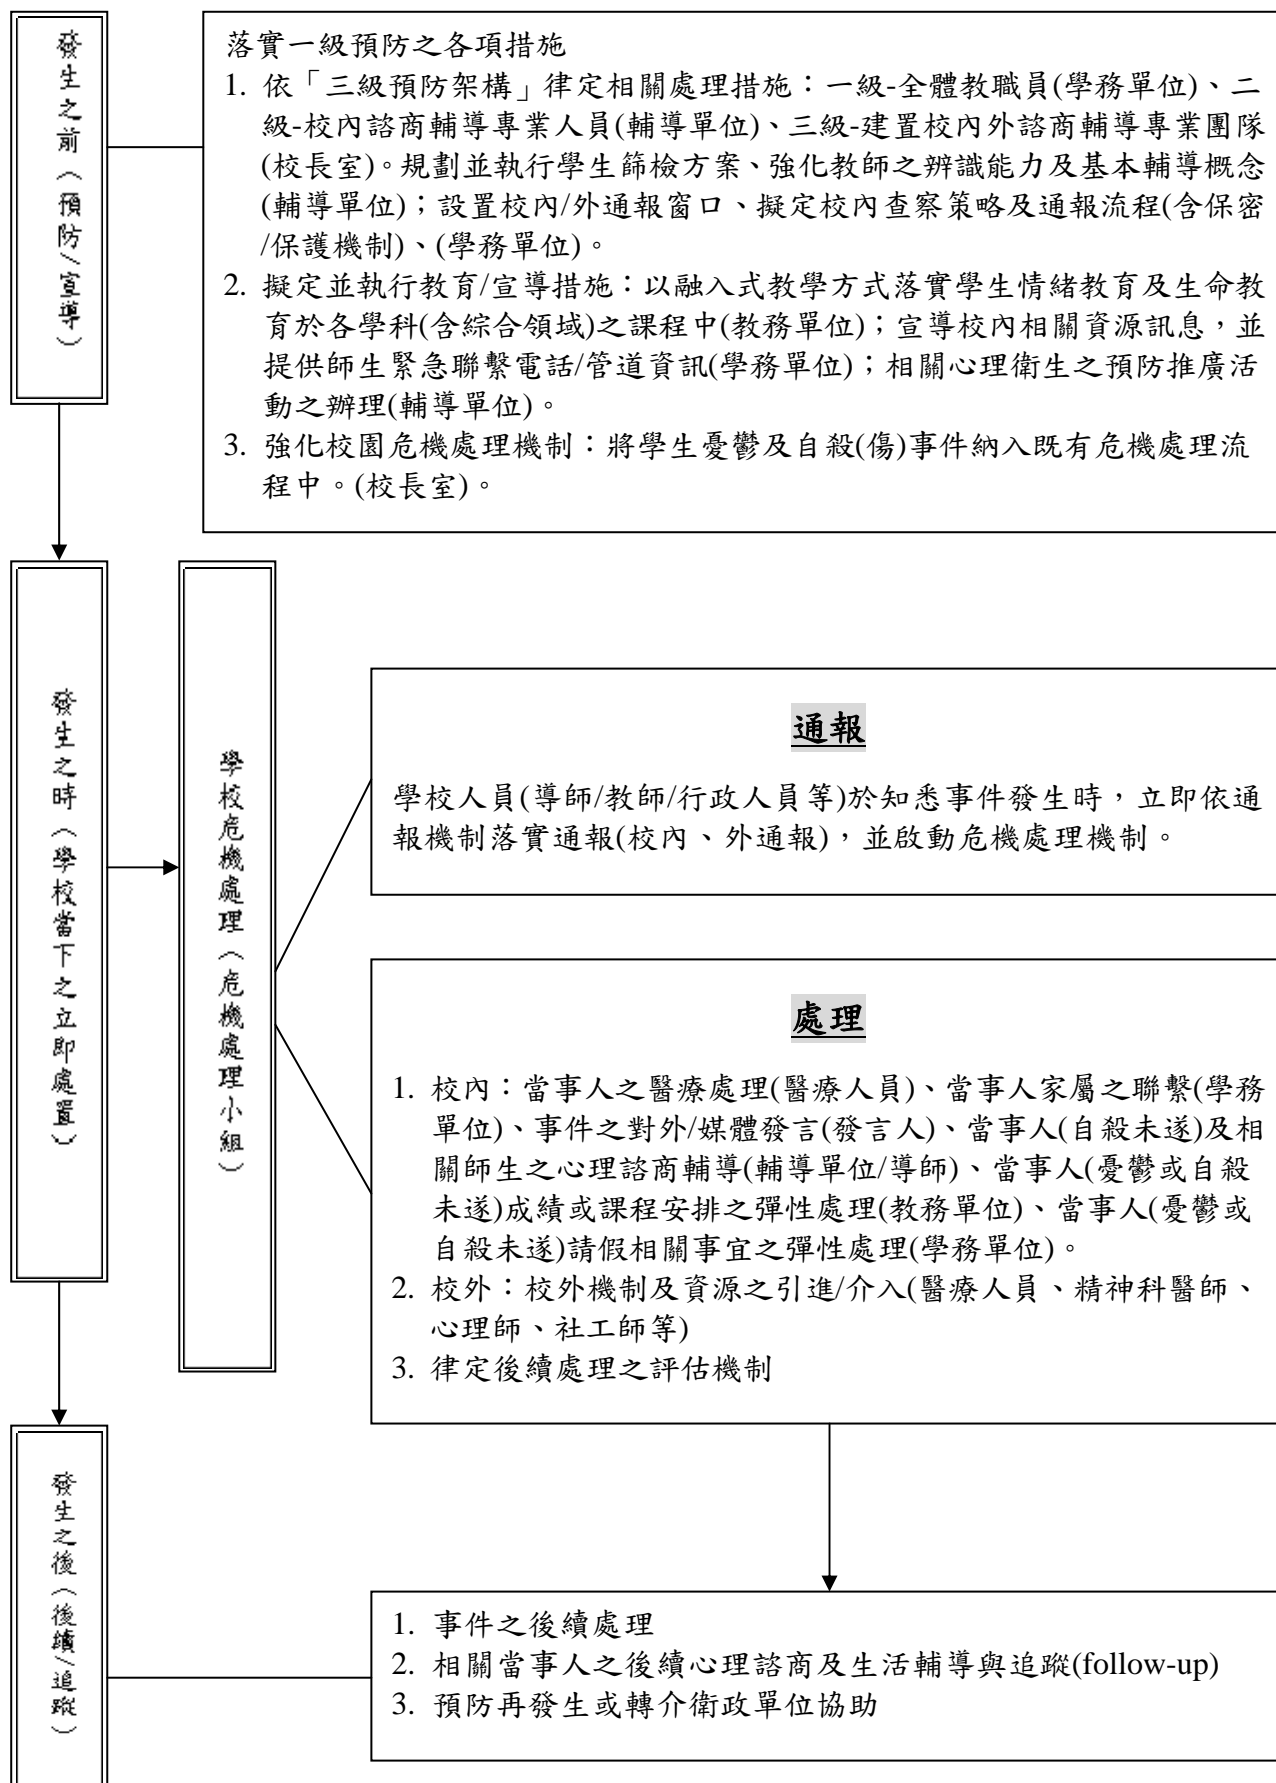 發生之前（預防/宣導）
落實一級預防之各項措施
1. 依「三級預防架構」律定相關處理措施：一級-全體教職員(學務單位)、二
級-校內諮商輔導專業人員(輔導單位)、三級-建置校內外諮商輔導專業團隊
(校長室)。規劃並執行學生篩檢方案、強化教師之辨識能力及基本輔導概念
(輔導單位)；設置校內/外通報窗口、擬定校內查察策略及通報流程(含保密
/保護機制)、(學務單位)。
2. 擬定並執行教育/宣導措施：以融入式教學方式落實學生情緒教育及生命教
育於各學科(含綜合領域)之課程中(教務單位)；宣導校內相關資源訊息，並
提供師生緊急聯繫電話/管道資訊(學務單位)；相關心理衛生之預防推廣活
動之辦理(輔導單位)。
3. 強化校園危機處理機制：將學生憂鬱及自殺(傷)事件納入既有危機處理流
程中。(校長室)。
發生之時（學校當下之立即處置）
學校危機處理（危機處理小組）
通報
學校人員(導師/教師/行政人員等)於知悉事件發生時，立即依通
報機制落實通報(校內、外通報)，並啟動危機處理機制。
處理
1. 校內：當事人之醫療處理(醫療人員)、當事人家屬之聯繫(學務
單位)、事件之對外/媒體發言(發言人)、當事人(自殺未遂)及相
關師生之心理諮商輔導(輔導單位/導師)、當事人(憂鬱或自殺
未遂)成績或課程安排之彈性處理(教務單位)、當事人(憂鬱或
自殺未遂)請假相關事宜之彈性處理(學務單位)。
2. 校外：校外機制及資源之引進/介入(醫療人員、精神科醫師、
心理師、社工師等)
3. 律定後續處理之評估機制
發生之後（後續/追蹤）
1. 事件之後續處理
2. 相關當事人之後續心理諮商及生活輔導與追蹤(follow-up)
3. 預防再發生或轉介衛政單位協助